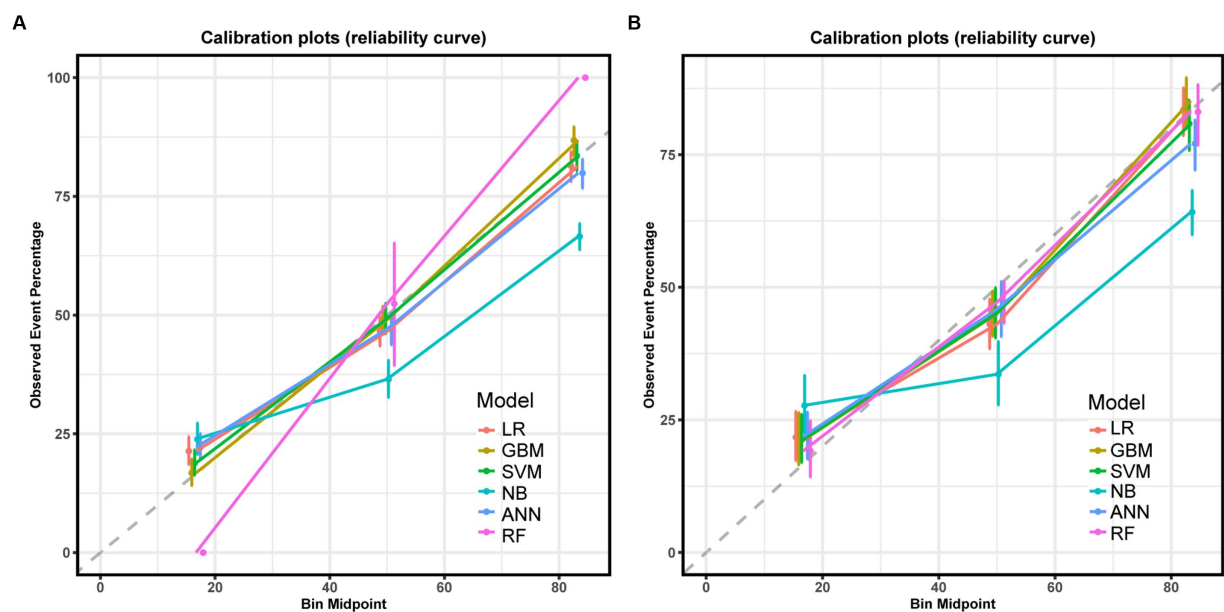 A
Calibration plots (reliability curve)
Observed Event Percentage
100
75
50
25
0
0 20 40 60 80
Bin Midpoint
Model
LR
GBM
SVM
NB
ANN
RF
B
Calibration plots (reliability curve)
Observed Event Percentage
75
50
25
0
0 20 40 60 80
Bin Midpoint
Model
LR
GBM
SVM
NB
ANN
RF